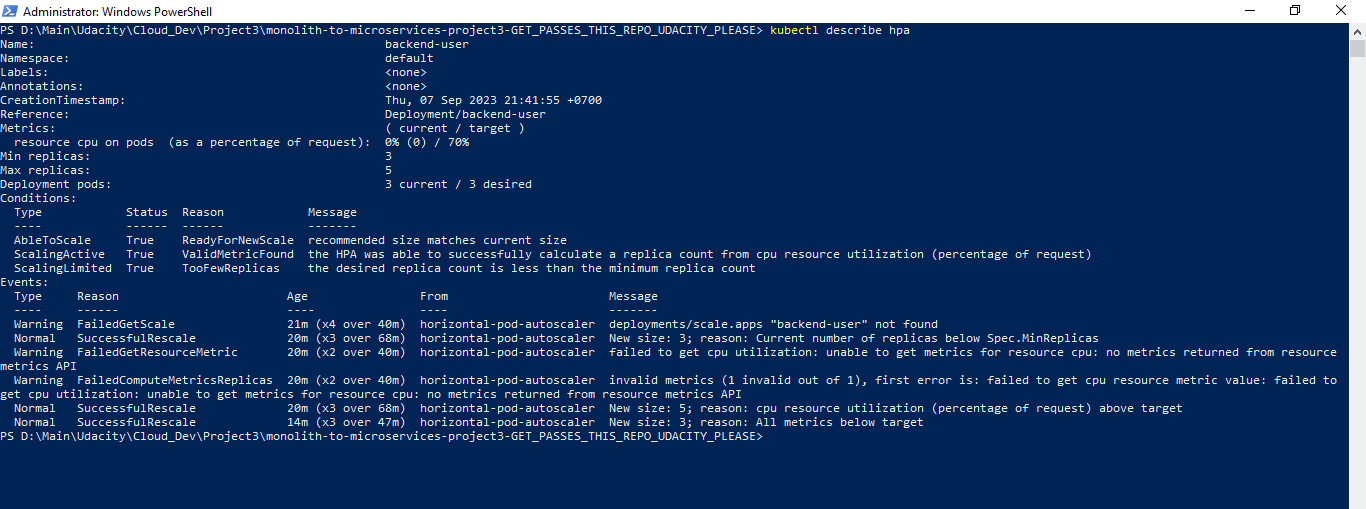 Administrator: Windows PowerShell
PS D:\Main\Udacity\Cloud_Dev\Project3\monolith-to-microservices-project3-GET_PASSES_THIS_REPO_UDACITY_PLEASE> kubectl describe hpa
Name:                                                  backend-user
Namespace:                                             default
Labels:                                                <none>
Annotations:                                           <none>
CreationTimestamp:                                     Thu, 07 Sep 2023 21:41:55 +0700
Reference:                                             Deployment/backend-user
Metrics:                                               ( current / target )
  resource cpu on pods  (as a percentage of request):  0% (0) / 70%
Min replicas:                                          3
Max replicas:                                          5
Deployment pods:                                       3 current / 3 desired
Conditions:
  Type            Status  Reason            Message
  ----            ------  ------            -------
  AbleToScale     True    ReadyForNewScale  recommended size matches current size
  ScalingActive   True    ValidMetricFound  the HPA was able to successfully calculate a replica count from cpu resource utilization (percentage of request)
  ScalingLimited  True    TooFewReplicas    the desired replica count is less than the minimum replica count
Events:
  Type     Reason                        Age                From                       Message
  ----     ------                        ----               ----                       -------
  Warning  FailedGetScale                21m (x4 over 40m)  horizontal-pod-autoscaler  deployments/scale.apps "backend-user" not found
  Normal   SuccessfulRescale             20m (x3 over 68m)  horizontal-pod-autoscaler  New size: 3; reason: Current number of replicas below Spec.MinReplicas
  Warning  FailedGetResourceMetric       20m (x2 over 40m)  horizontal-pod-autoscaler  failed to get cpu utilization: unable to get metrics for resource cpu: no metrics returned from resource
metrics API
  Warning  FailedComputeMetricsReplicas  20m (x2 over 40m)  horizontal-pod-autoscaler  invalid metrics (1 invalid out of 1), first error is: failed to get cpu resource metric value: failed to
get cpu utilization: unable to get metrics for resource cpu: no metrics returned from resource metrics API
  Normal   SuccessfulRescale             20m (x3 over 68m)  horizontal-pod-autoscaler  New size: 5; reason: cpu resource utilization (percentage of request) above target
  Normal   SuccessfulRescale             14m (x3 over 47m)  horizontal-pod-autoscaler  New size: 3; reason: All metrics below target
PS D:\Main\Udacity\Cloud_Dev\Project3\monolith-to-microservices-project3-GET_PASSES_THIS_REPO_UDACITY_PLEASE>